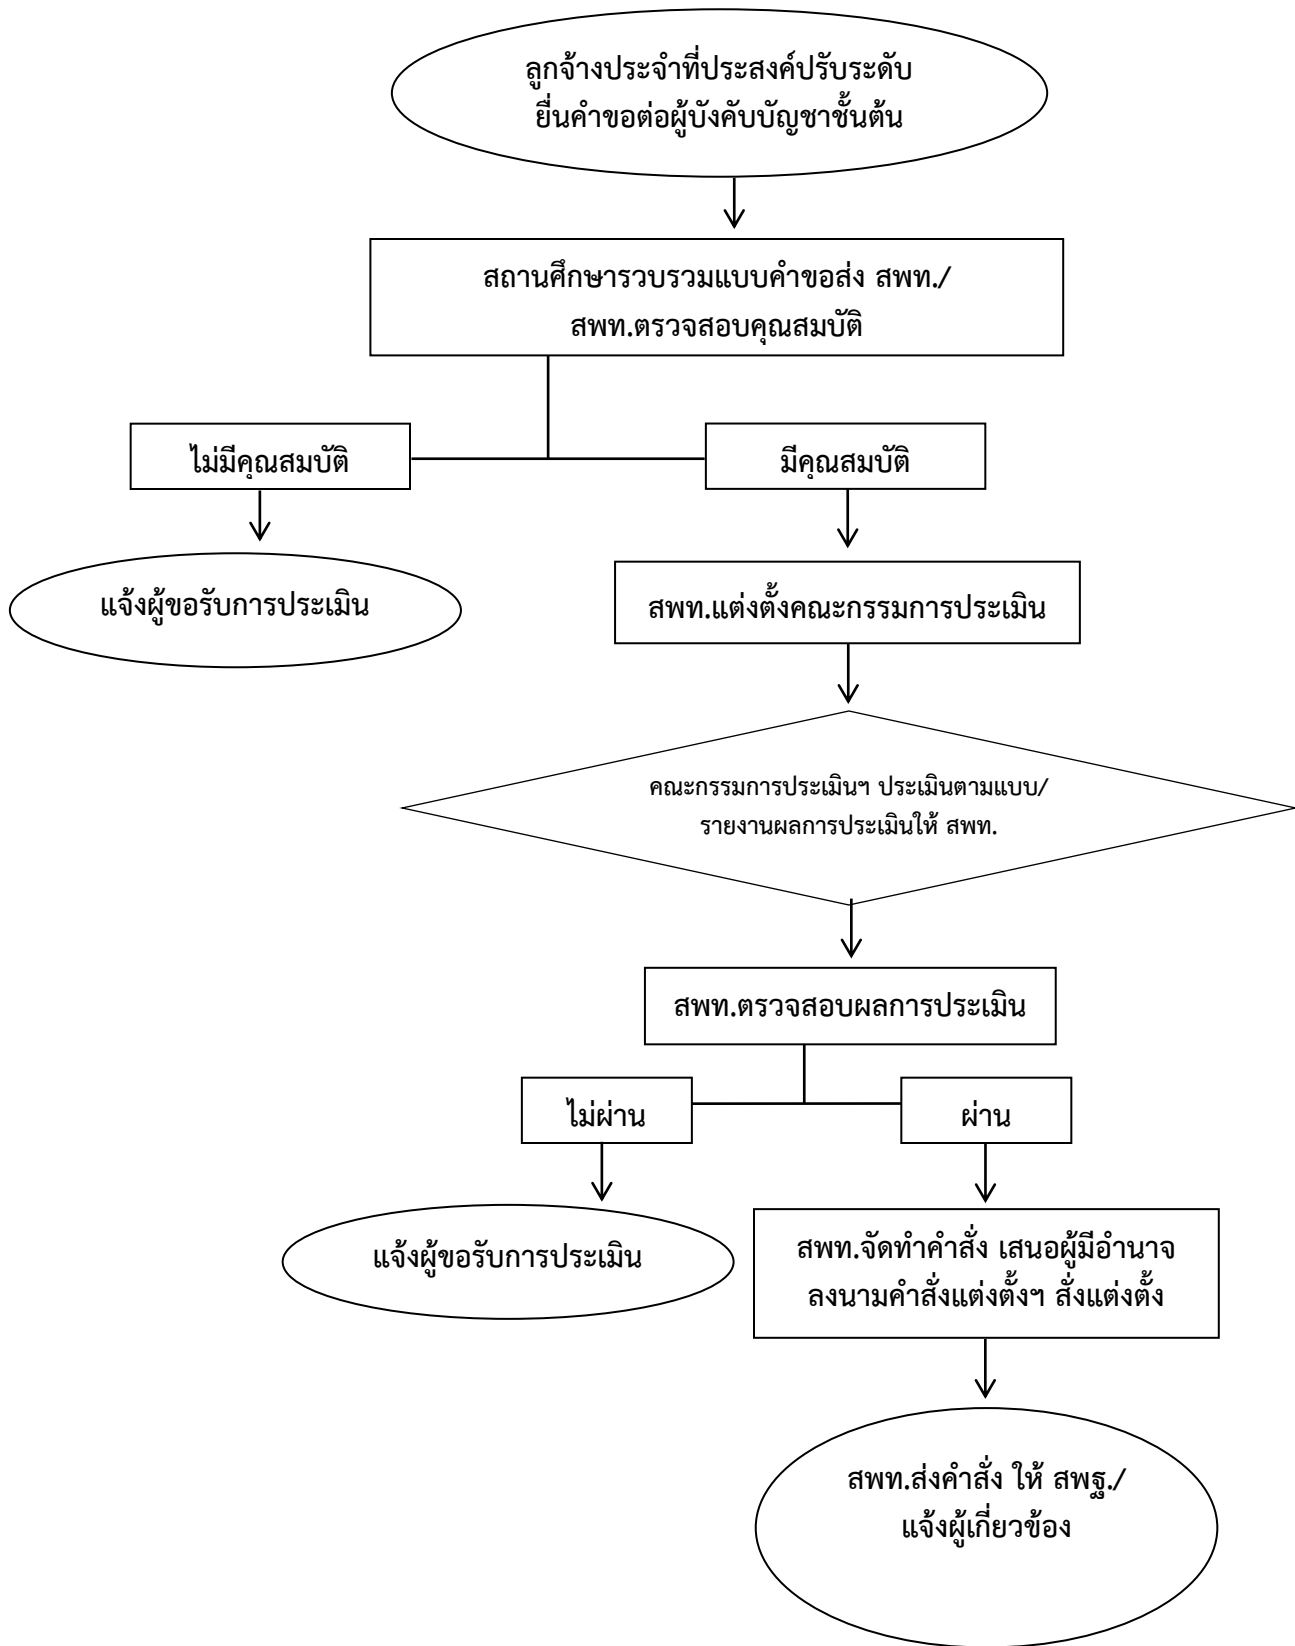 ลูกจ้างประจำที่ประสงค์ปรับระดับ
ยื่นคำขอต่อผู้บังคับบัญชาชั้นต้น
สถานศึกษารวบรวมแบบคำขอส่ง สพท./
สพท.ตรวจสอบคุณสมบัติ
ไม่มีคุณสมบัติ
มีคุณสมบัติ
แจ้งผู้ขอรับการประเมิน
สพท.แต่งตั้งคณะกรรมการประเมิน
คณะกรรมการประเมินฯ ประเมินตามแบบ/
รายงานผลการประเมินให้ สพท.
สพท.ตรวจสอบผลการประเมิน
ไม่ผ่าน
ผ่าน
แจ้งผู้ขอรับการประเมิน
สพท.จัดทำคำสั่ง เสนอผู้มีอำนาจ
ลงนามคำสั่งแต่งตั้งฯ สั่งแต่งตั้ง
สพท.ส่งคำสั่ง ให้ สพฐ./
แจ้งผู้เกี่ยวข้อง